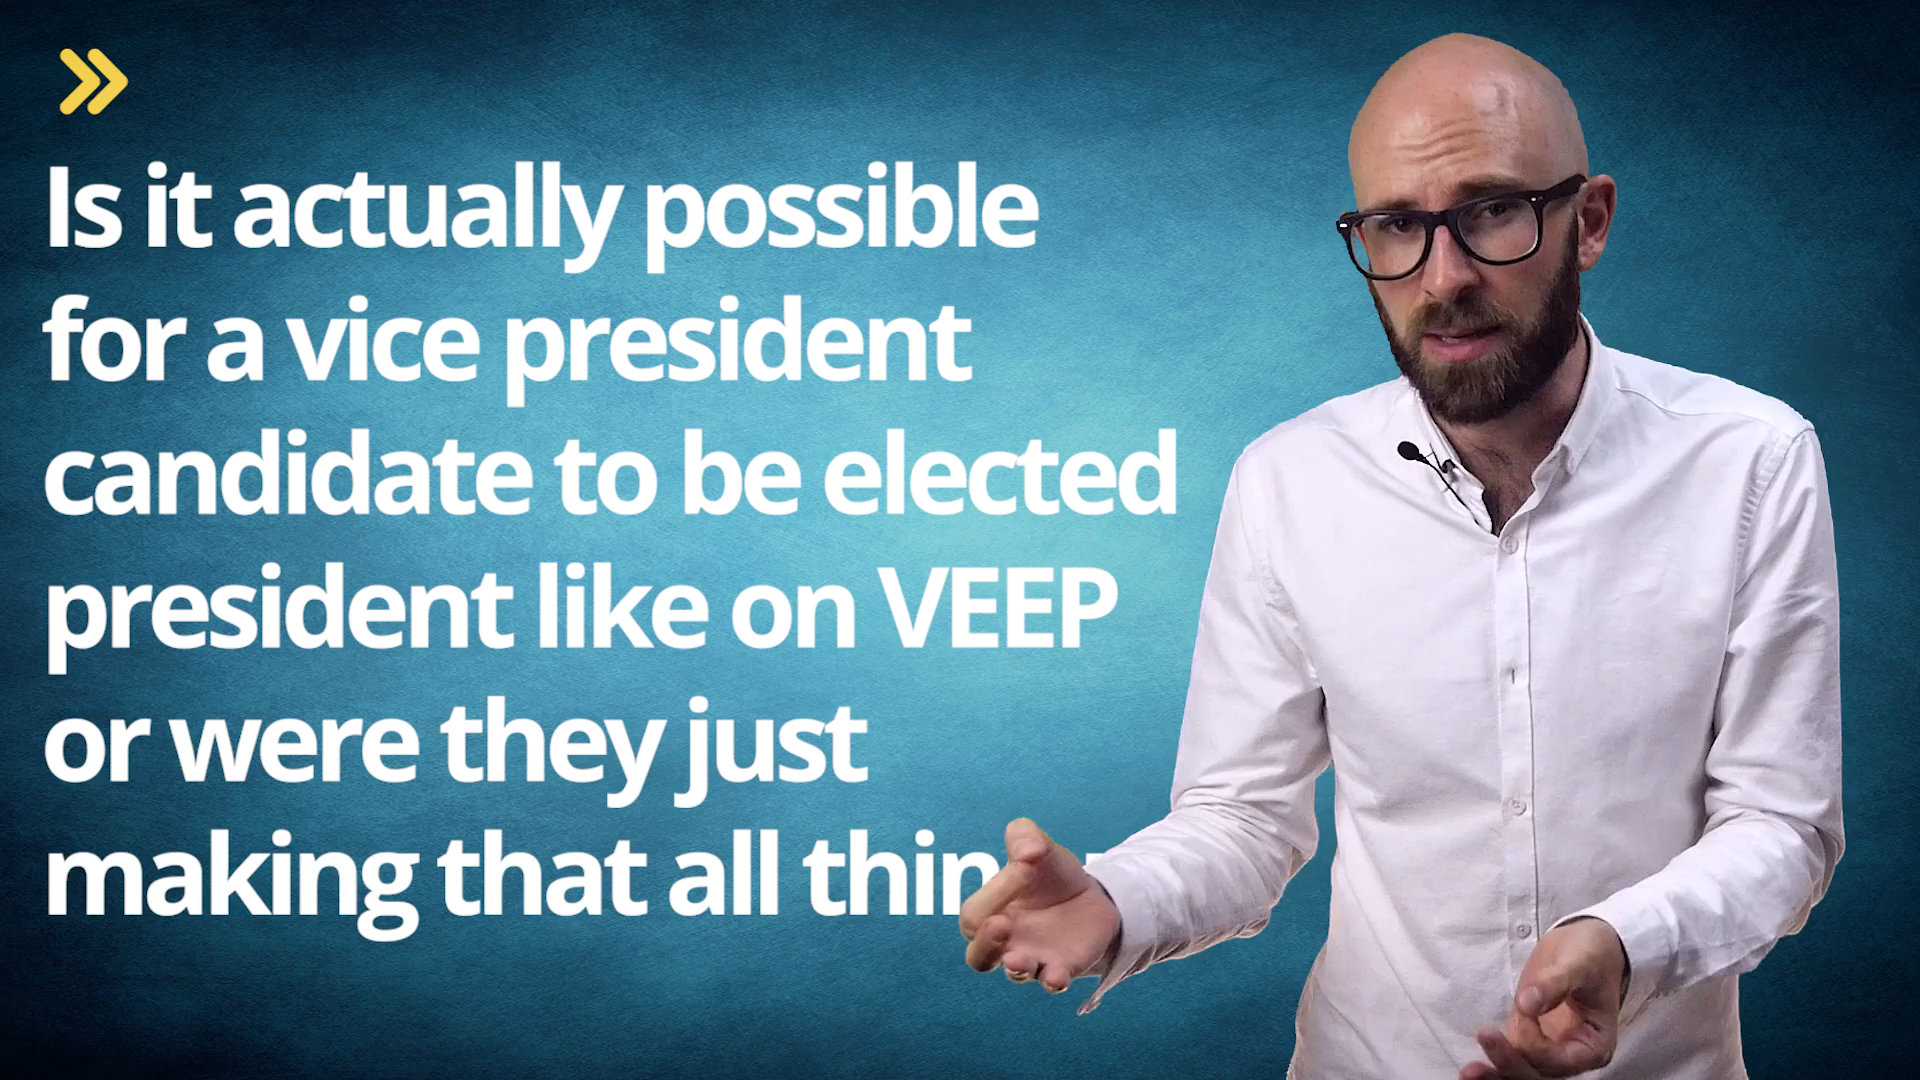 Is it actually possible
for a vice president
candidate to be elected
president like on VEEP
or were they just
making that all